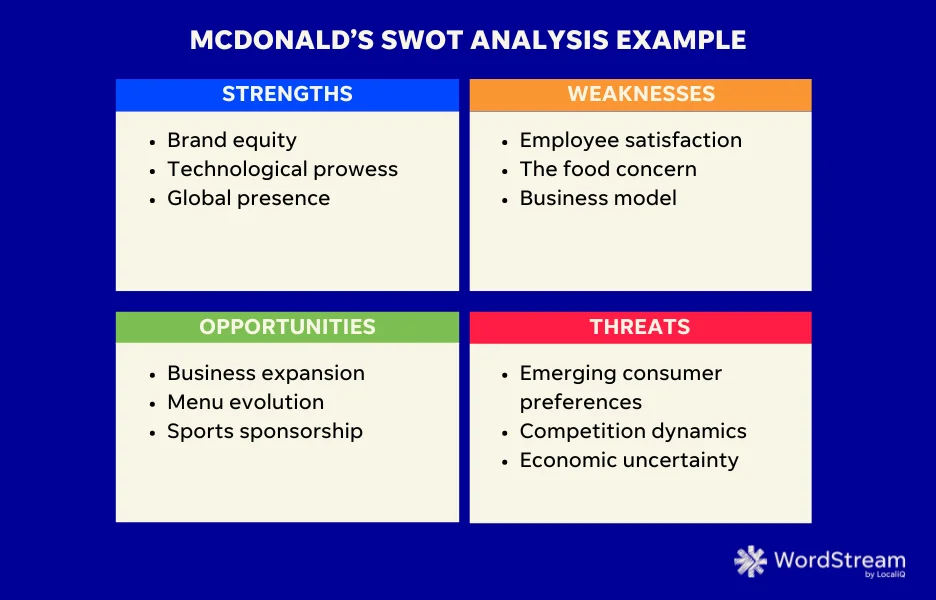 MCDONALD’S SWOT ANALYSIS EXAMPLE
STRENGTHS
• Brand equity
• Technological prowess
• Global presence
WEAKNESSES
• Employee satisfaction
• The food concern
• Business model
OPPORTUNITIES
• Business expansion
• Menu evolution
• Sports sponsorship
THREATS
• Emerging consumer
preferences
• Competition dynamics
• Economic uncertainty
WordStream
by LocaliQ